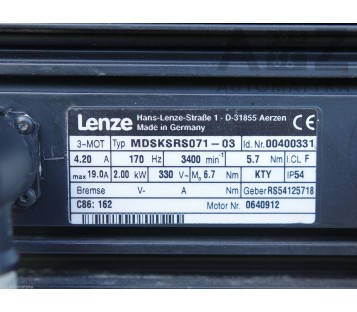 Lenze Hans-Lenze-Straße 1 - D-31855 Aerzen
Made in Germany CE
3-MOT Typ MDSKSRS071-03 Id. Nr. 00400331
4.20 A 170 Hz 3400 min⁻¹ 5.7 Nm I.CL F
max 19.0A 2.00 kW 330 V~ M₀ 6.7 Nm KTY IP54
Bremse V- A Nm Geber RS54125718
C86: 162 Motor Nr. 0640912